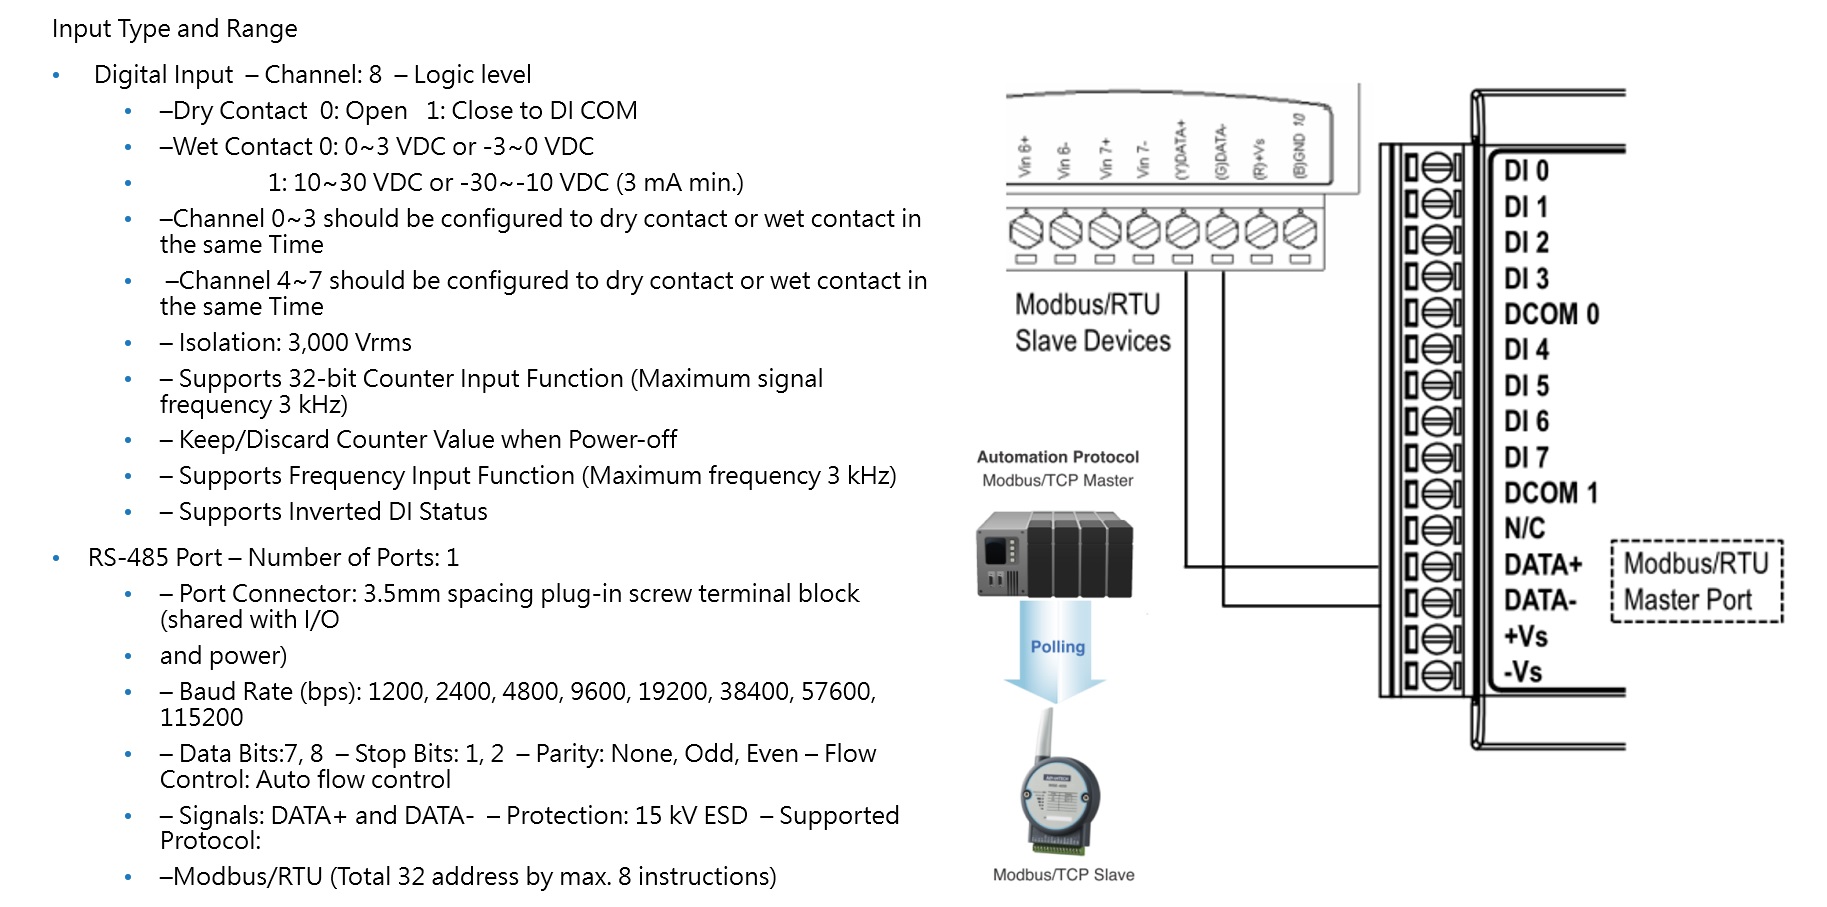 Input Type and Range
• Digital Input – Channel: 8 – Logic level
• –Dry Contact 0: Open 1: Close to DI COM
• –Wet Contact 0: 0~3 VDC or -3~0 VDC
• 1: 10~30 VDC or -30~-10 VDC (3 mA min.)
• –Channel 0~3 should be configured to dry contact or wet contact in
the same Time
• –Channel 4~7 should be configured to dry contact or wet contact in
the same Time
• – Isolation: 3,000 Vrms
• – Supports 32-bit Counter Input Function (Maximum signal
frequency 3 kHz)
• – Keep/Discard Counter Value when Power-off
• – Supports Frequency Input Function (Maximum frequency 3 kHz)
• – Supports Inverted DI Status
• RS-485 Port – Number of Ports: 1
• – Port Connector: 3.5mm spacing plug-in screw terminal block
(shared with I/O
• and power)
• – Baud Rate (bps): 1200, 2400, 4800, 9600, 19200, 38400, 57600,
115200
• – Data Bits:7, 8 – Stop Bits: 1, 2 – Parity: None, Odd, Even – Flow
Control: Auto flow control
• – Signals: DATA+ and DATA- – Protection: 15 kV ESD – Supported
Protocol:
• –Modbus/RTU (Total 32 address by max. 8 instructions)
Vin 6+
Vin 6-
Vin 7+
Vin 7-
(Y)DATA+
(G)DATA-
(R)+Vs
(B)GND 10
Modbus/RTU
Slave Devices
Automation Protocol
Modbus/TCP Master
Polling
ADVANTECH
Modbus/TCP Slave
DI 0
DI 1
DI 2
DI 3
DCOM 0
DI 4
DI 5
DI 6
DI 7
DCOM 1
N/C
DATA+
DATA-
+Vs
-Vs
Modbus/RTU
Master Port